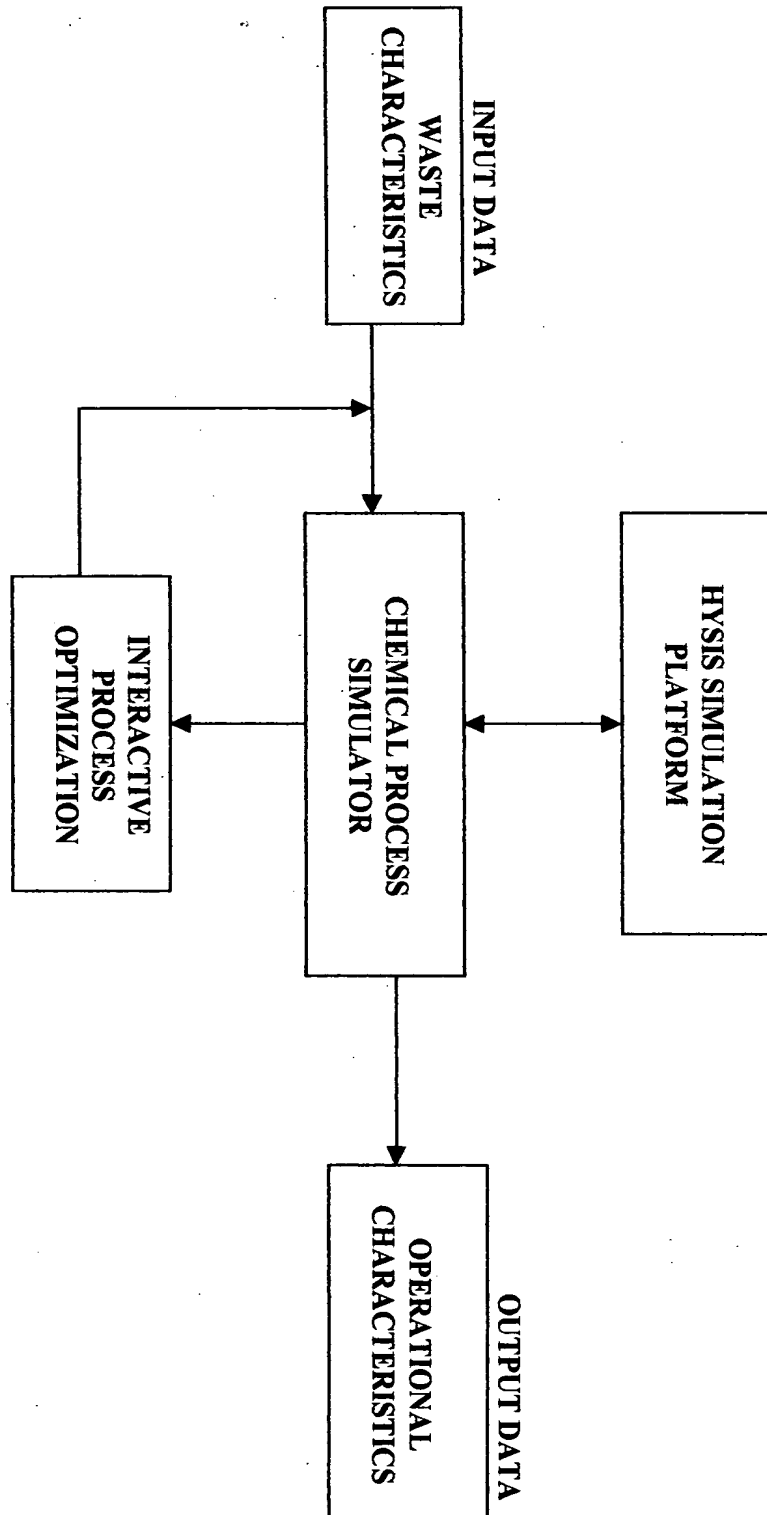 HYSIS SIMULATION
PLATFORM
INPUT DATA
WASTE
CHARACTERISTICS
CHEMICAL PROCESS
SIMULATOR
OUTPUT DATA
OPERATIONAL
CHARACTERISTICS
INTERACTIVE
PROCESS
OPTIMIZATION